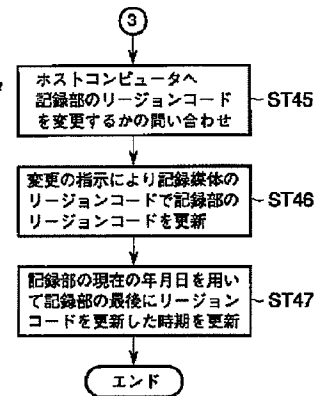 3
ホストコンピュータへ
記録部のリージョンコード
を変更するかの問い合わせ
ST45
変更の指示により記録媒体の
リージョンコードで記録部の
リージョンコードを更新
ST46
記録部の現在の年月日を用い
て記録部の最後にリージョン
コードを更新した時期を更新
ST47
エンド